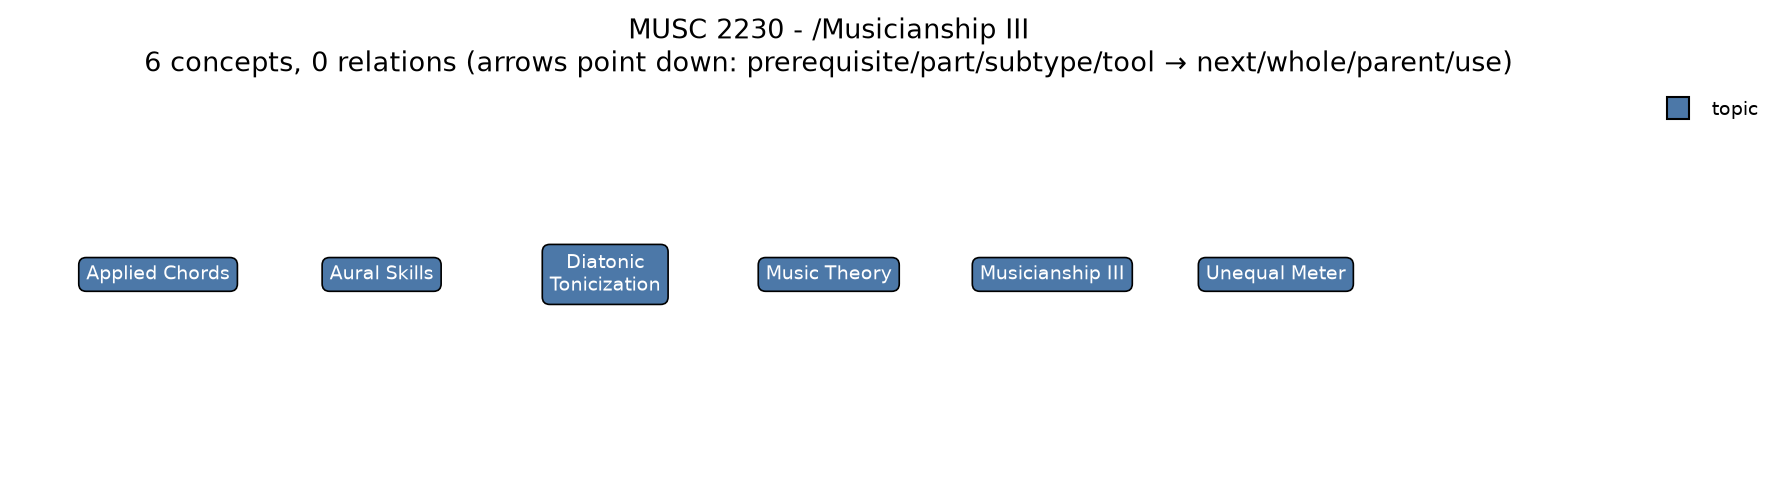 MUSC 2230 - /Musicianship III
6 concepts, 0 relations (arrows point down: prerequisite/part/subtype/tool → next/whole/parent/use)
topic
Applied Chords
Aural Skills
Diatonic
Tonicization
Music Theory
Musicianship III
Unequal Meter